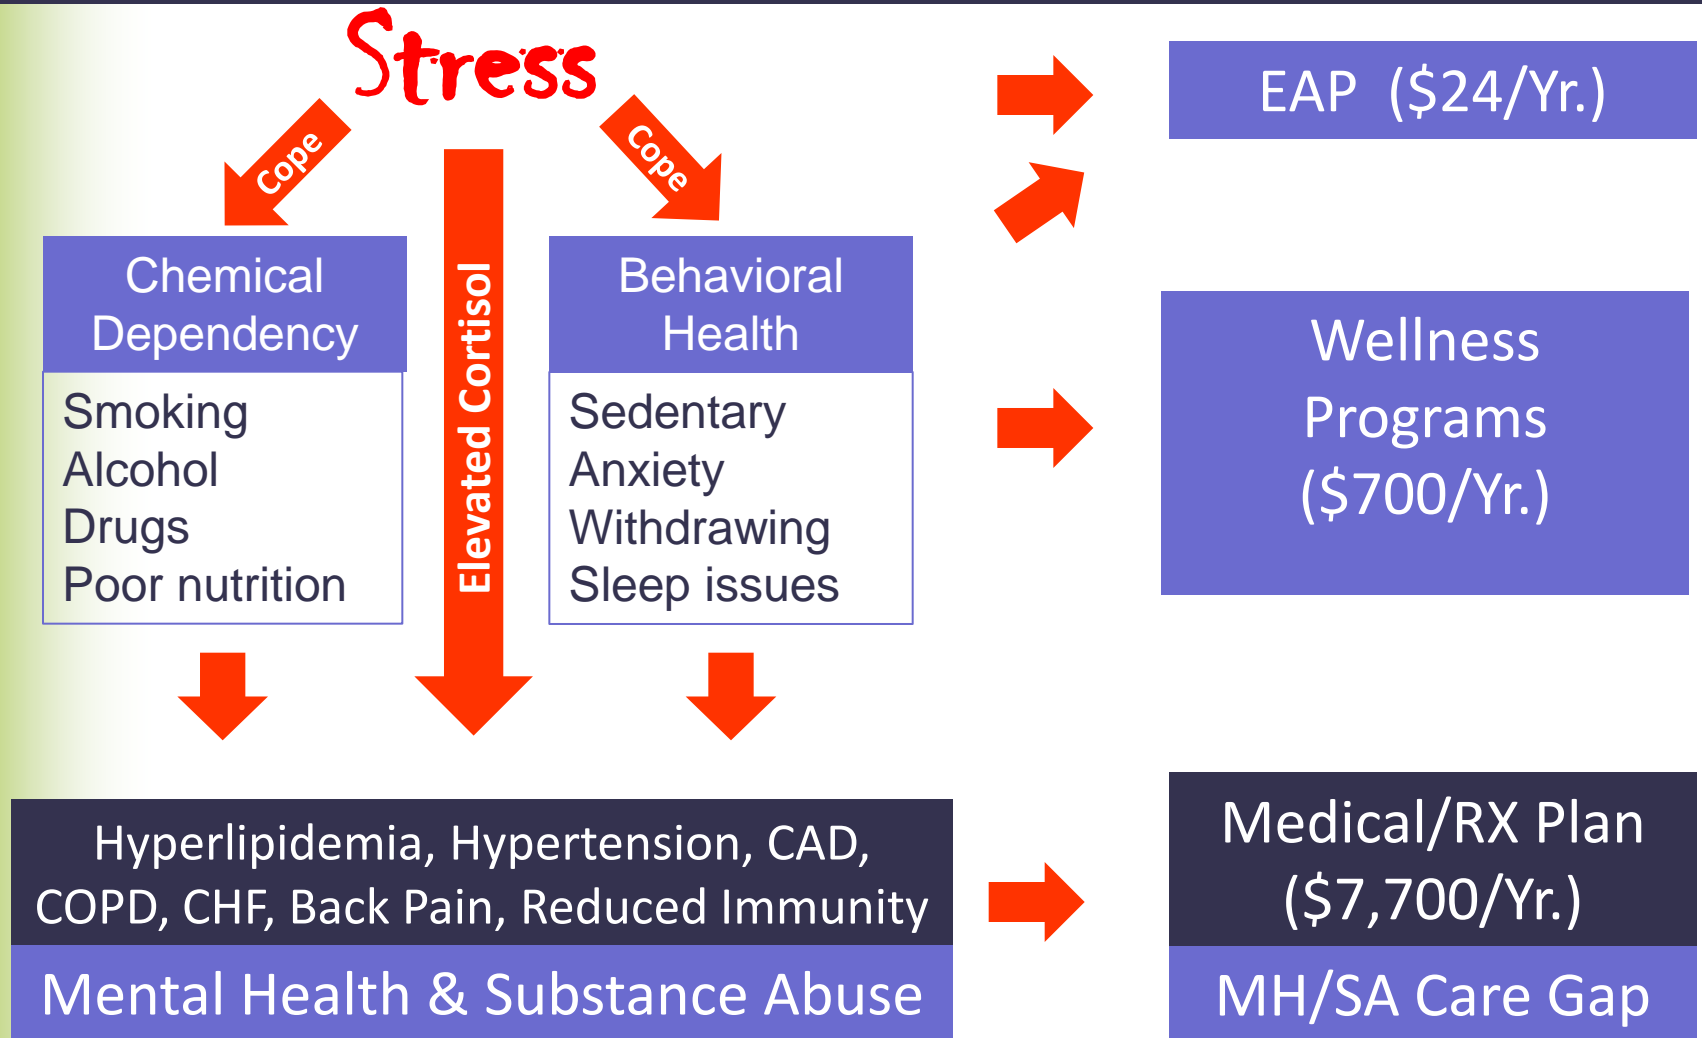 Stress
Cope
Cope
Elevated Cortisol
Chemical
Dependency
Smoking
Alcohol
Drugs
Poor nutrition
Behavioral
Health
Sedentary
Anxiety
Withdrawing
Sleep issues
Hyperlipidemia, Hypertension, CAD,
COPD, CHF, Back Pain, Reduced Immunity
Mental Health & Substance Abuse
EAP  ($24/Yr.)
Wellness
Programs
($700/Yr.)
Medical/RX Plan
($7,700/Yr.)
MH/SA Care Gap